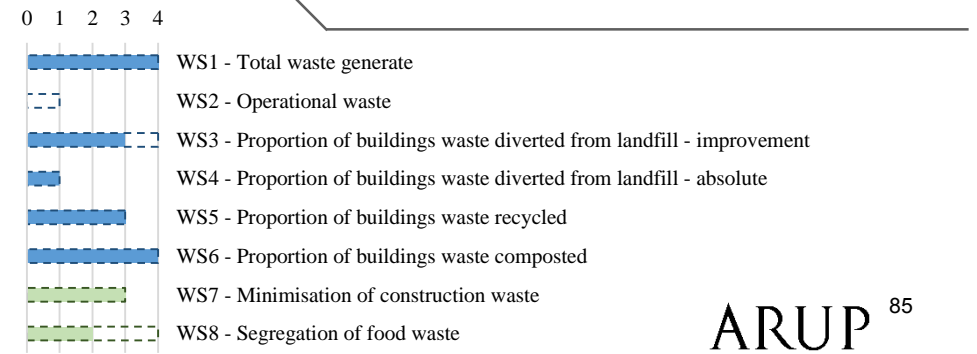 0 1 2 3 4
WS1 - Total waste generate
WS2 - Operational waste
WS3 - Proportion of buildings waste diverted from landfill - improvement
WS4 - Proportion of buildings waste diverted from landfill - absolute
WS5 - Proportion of buildings waste recycled
WS6 - Proportion of buildings waste composted
WS7 - Minimisation of construction waste
WS8 - Segregation of food waste
ARUP 85